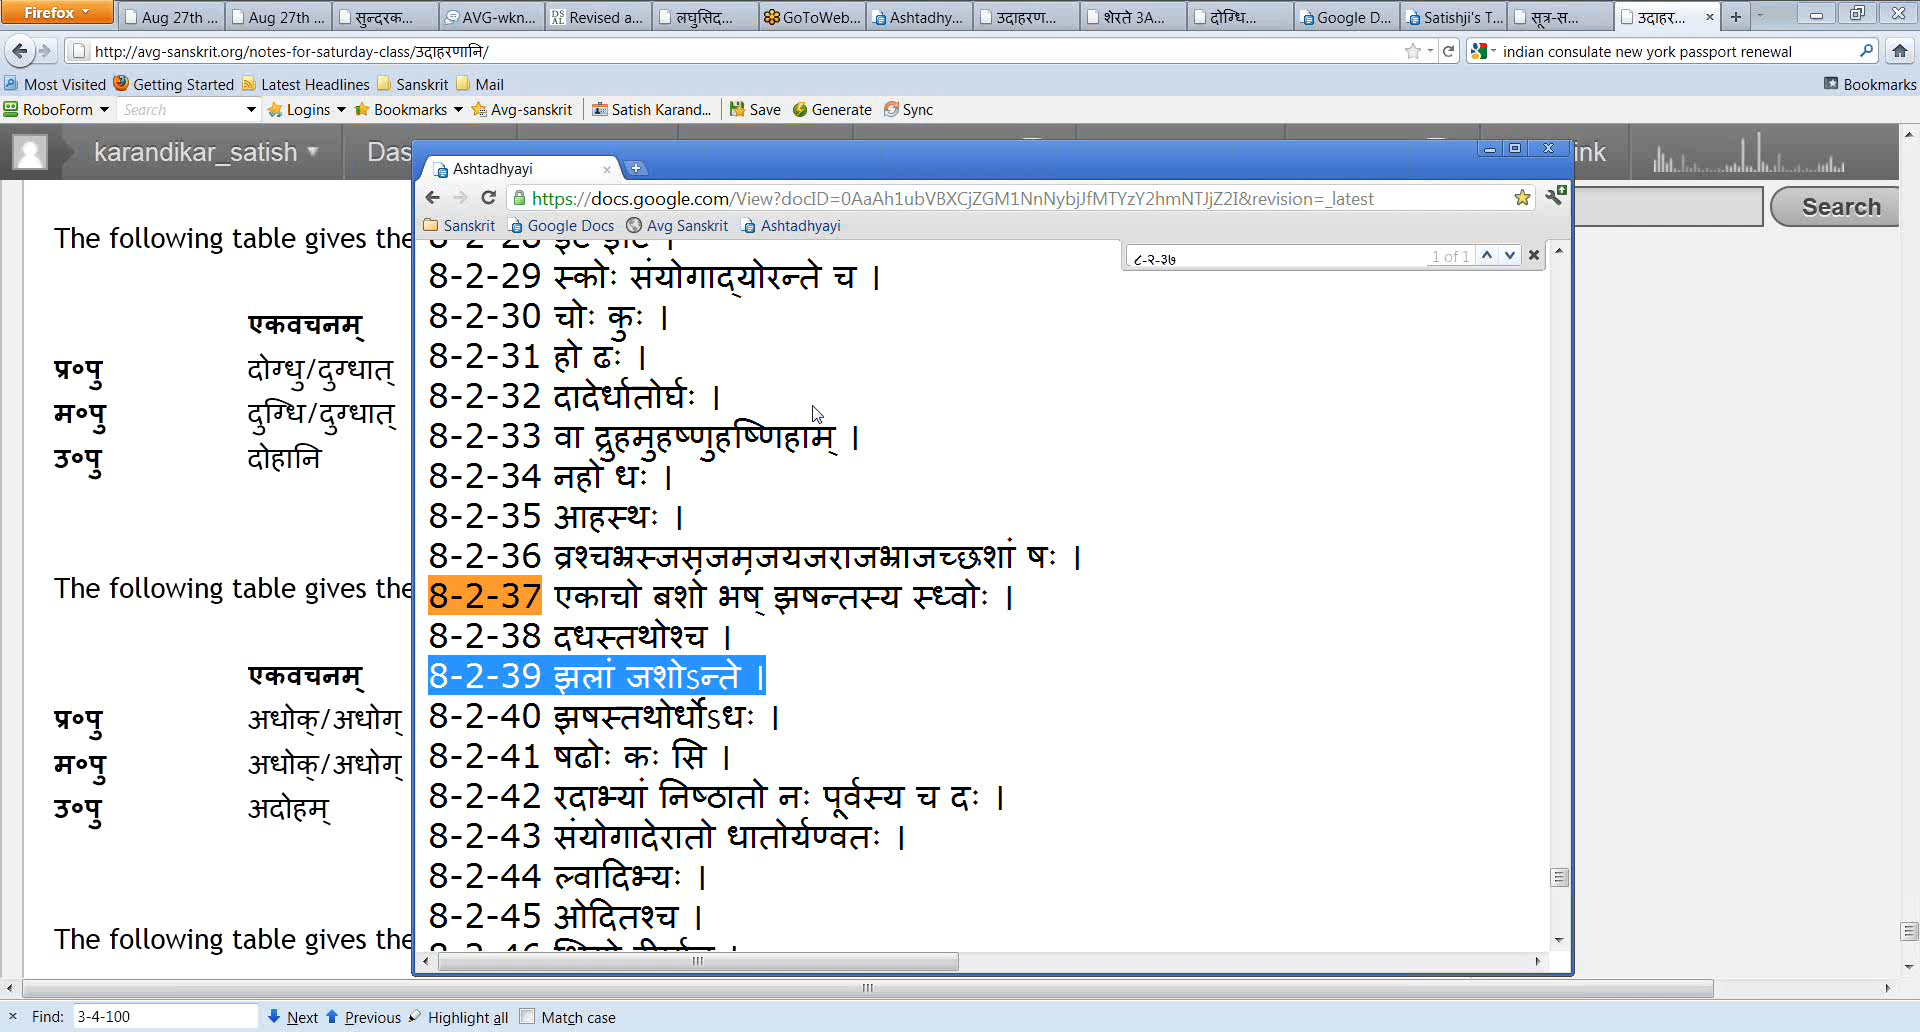 Firefox
Aug 27th ...
Aug 27th ...
सुन्दरक...
AVG-wkn...
Revised a...
लघुसिद्...
GoToWeb...
Ashtadhy...
उदाहरण...
शेरते 3A...
दोग्धि...
Google D...
Satishji's T...
सूत्र-स...
उदाहर...
http://avg-sanskrit.org/notes-for-saturday-class/उदाहरणानि/
indian consulate new york passport renewal
Most Visited Getting Started Latest Headlines Sanskrit Mail
Bookmarks
RoboForm Search Logins Bookmarks Avg-sanskrit Satish Karand... Save Generate Sync
karandikar_satish Das
ink
Search
Ashtadhyayi
https://docs.google.com/View?docID=0AaAh1ubVBXCjZGM1NnNybjJfMTYzY2hmNTJjZ2I&revision=_latest
Sanskrit Google Docs Avg Sanskrit Ashtadhyayi
८-२-३७ 1 of 1
8-2-29 स्कोः संयोगाद्योरन्ते च |
8-2-30 चोः कुः |
8-2-31 हो ढः |
8-2-32 दादेर्धातोर्घः |
8-2-33 वा द्रुहमुहष्णुहष्णिहाम् |
8-2-34 नहो धः |
8-2-35 आहस्थः |
8-2-36 व्रश्चभ्रस्जसृजमृजयजराजभ्राजच्छशां षः |
8-2-37 एकाचो बशो भष् झषन्तस्य स्ध्वोः |
8-2-38 दधस्तथोश्च |
8-2-39 झलां जशोऽन्ते |
8-2-40 झषस्तथोर्धोऽधः |
8-2-41 षढोः कः सि |
8-2-42 रदाभ्यां निष्ठातो नः पूर्वस्य च दः |
8-2-43 संयोगादेरातो धातोर्यण्वतः |
8-2-44 ल्वादिभ्यः |
8-2-45 ओदितश्च |
The following table gives the
एकवचनम्
प्र०पु दोग्धु/दुग्धात्
म०पु दुग्धि/दुग्धात्
उ०पु दोहानि
The following table gives the
एकवचनम्
प्र०पु अधोक्/अधोग्
म०पु अधोक्/अधोग्
उ०पु अदोहम्
The following table gives the
Find: 3-4-100 Next Previous Highlight all Match case